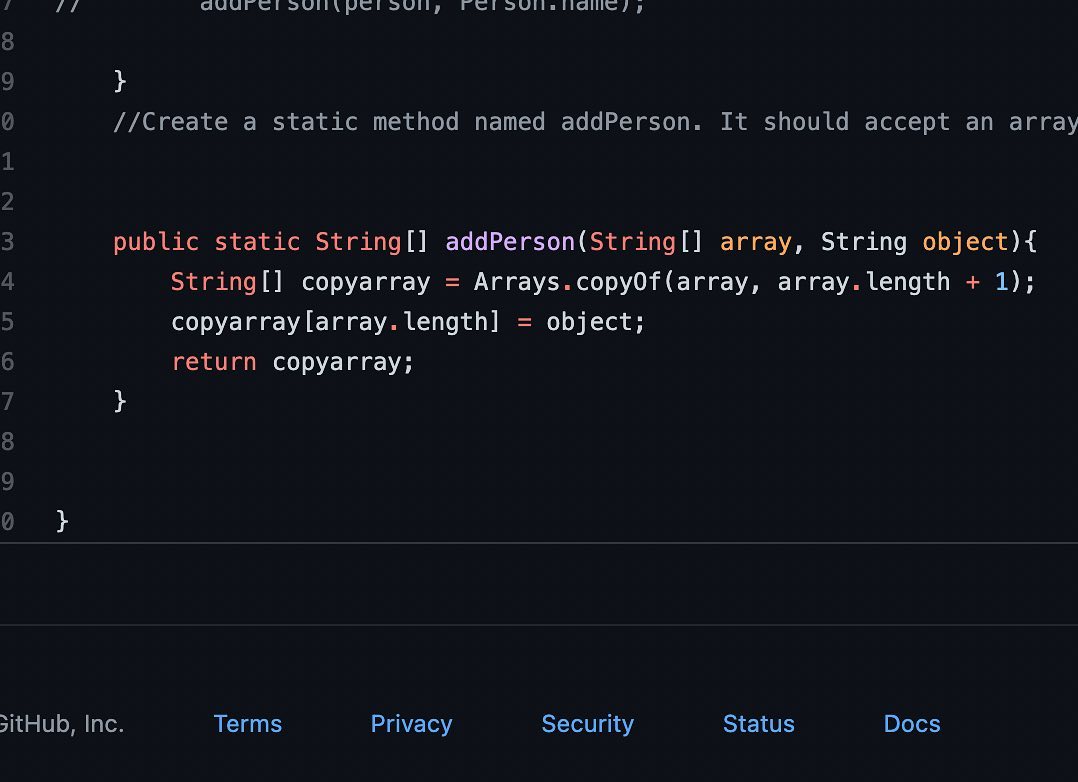 7 // addPerson(person, Person.name);
8
9 }
0 //Create a static method named addPerson. It should accept an array
1
2
3 public static String[] addPerson(String[] array, String object){
4 String[] copyarray = Arrays.copyOf(array, array.length + 1);
5 copyarray[array.length] = object;
6 return copyarray;
7 }
8
9
0 }
GitHub, Inc. Terms Privacy Security Status Docs